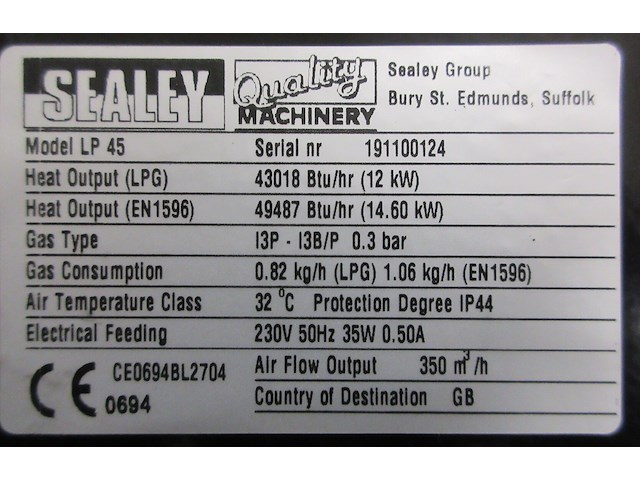 SEALEY
Quality
MACHINERY
Sealey Group
Bury St. Edmunds, Suffolk
Model LP 45 Serial nr 191100124
Heat Output (LPG) 43018 Btu/hr (12 kW)
Heat Output (EN1596) 49487 Btu/hr (14.60 kW)
Gas Type I3P - I3B/P 0.3 bar
Gas Consumption 0.82 kg/h (LPG) 1.06 kg/h (EN1596)
Air Temperature Class 32 °C Protection Degree IP44
Electrical Feeding 230V 50Hz 35W 0.50A
CE CE0694BL2704
0694
Air Flow Output 350 m³/h
Country of Destination GB